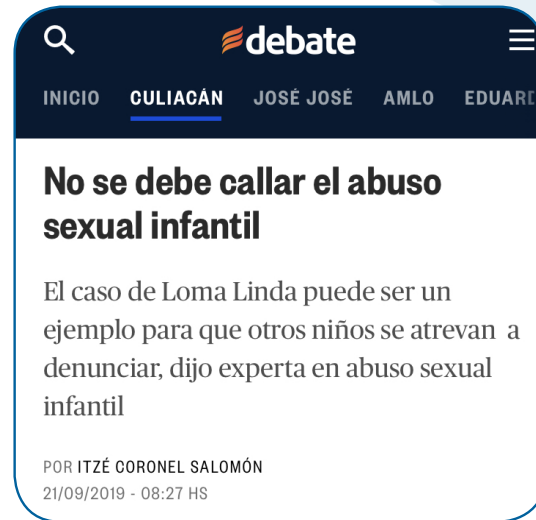 debate
INICIO CULIACÁN JOSÉ JOSÉ AMLO EDUARD
No se debe callar el abuso
sexual infantil
El caso de Loma Linda puede ser un
ejemplo para que otros niños se atrevan a
denunciar, dijo experta en abuso sexual
infantil
POR ITZÉ CORONEL SALOMÓN
21/09/2019 - 08:27 HS